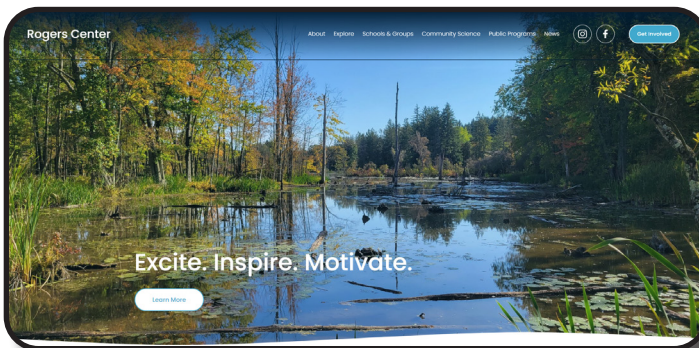 Rogers Center
About Explore Schools & Groups Community Science Public Programs News Get Involved
Excite. Inspire. Motivate.
Learn More